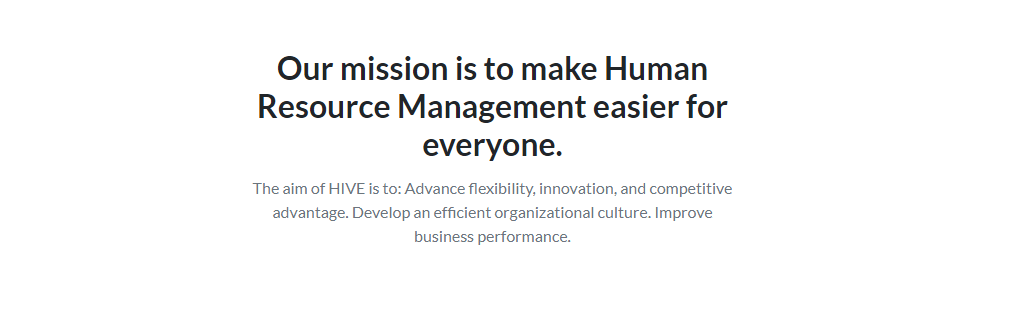 Our mission is to make Human
Resource Management easier for
everyone.
The aim of HIVE is to: Advance flexibility, innovation, and competitive
advantage. Develop an efficient organizational culture. Improve
business performance.